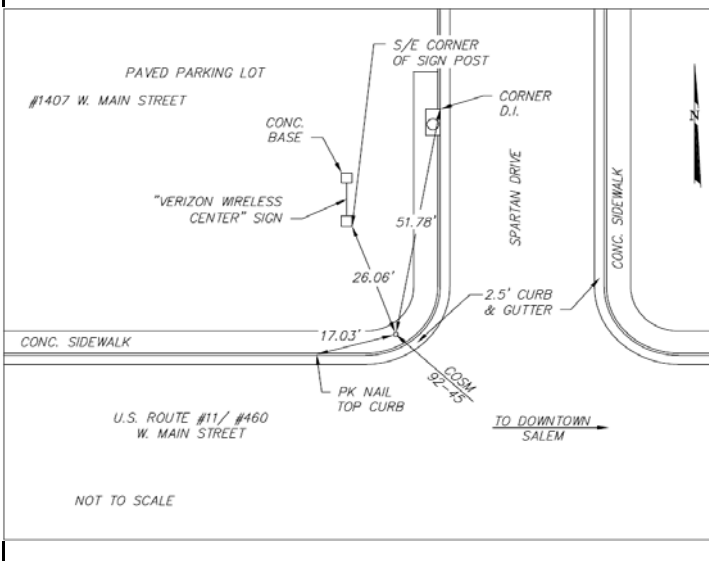 S/E CORNER
OF SIGN POST
PAVED PARKING LOT
#1407 W. MAIN STREET
CORNER
D.I.
CONC.
BASE
N
"VERIZON WIRELESS
CENTER" SIGN
SPARTAN DRIVE
CONC. SIDEWALK
51.78'
26.06'
2.5' CURB
& GUTTER
17.03'
CONC. SIDEWALK
COSM
92-45
PK NAIL
TOP CURB
U.S. ROUTE #11/ #460
W. MAIN STREET
TO DOWNTOWN
SALEM
NOT TO SCALE